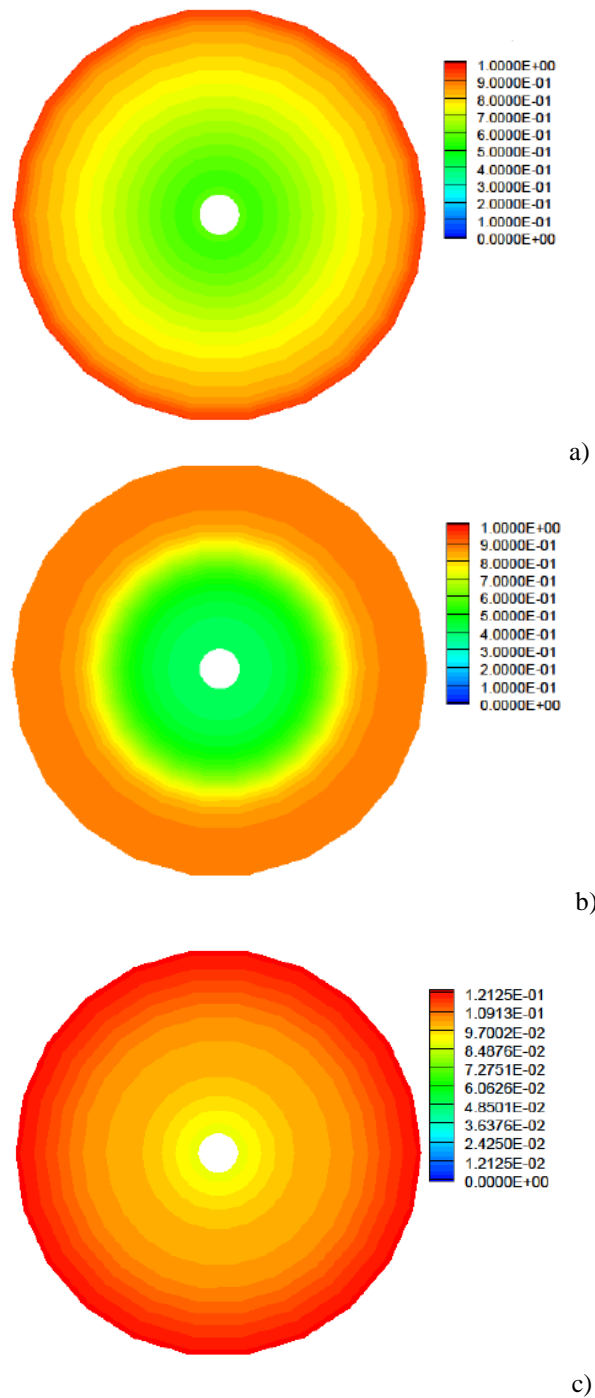 1.0000E+00
9.0000E-01
8.0000E-01
7.0000E-01
6.0000E-01
5.0000E-01
4.0000E-01
3.0000E-01
2.0000E-01
1.0000E-01
0.0000E+00
a)
1.0000E+00
9.0000E-01
8.0000E-01
7.0000E-01
6.0000E-01
5.0000E-01
4.0000E-01
3.0000E-01
2.0000E-01
1.0000E-01
0.0000E+00
b)
1.2125E-01
1.0913E-01
9.7002E-02
8.4876E-02
7.2751E-02
6.0626E-02
4.8501E-02
3.6376E-02
2.4250E-02
1.2125E-02
0.0000E+00
c)